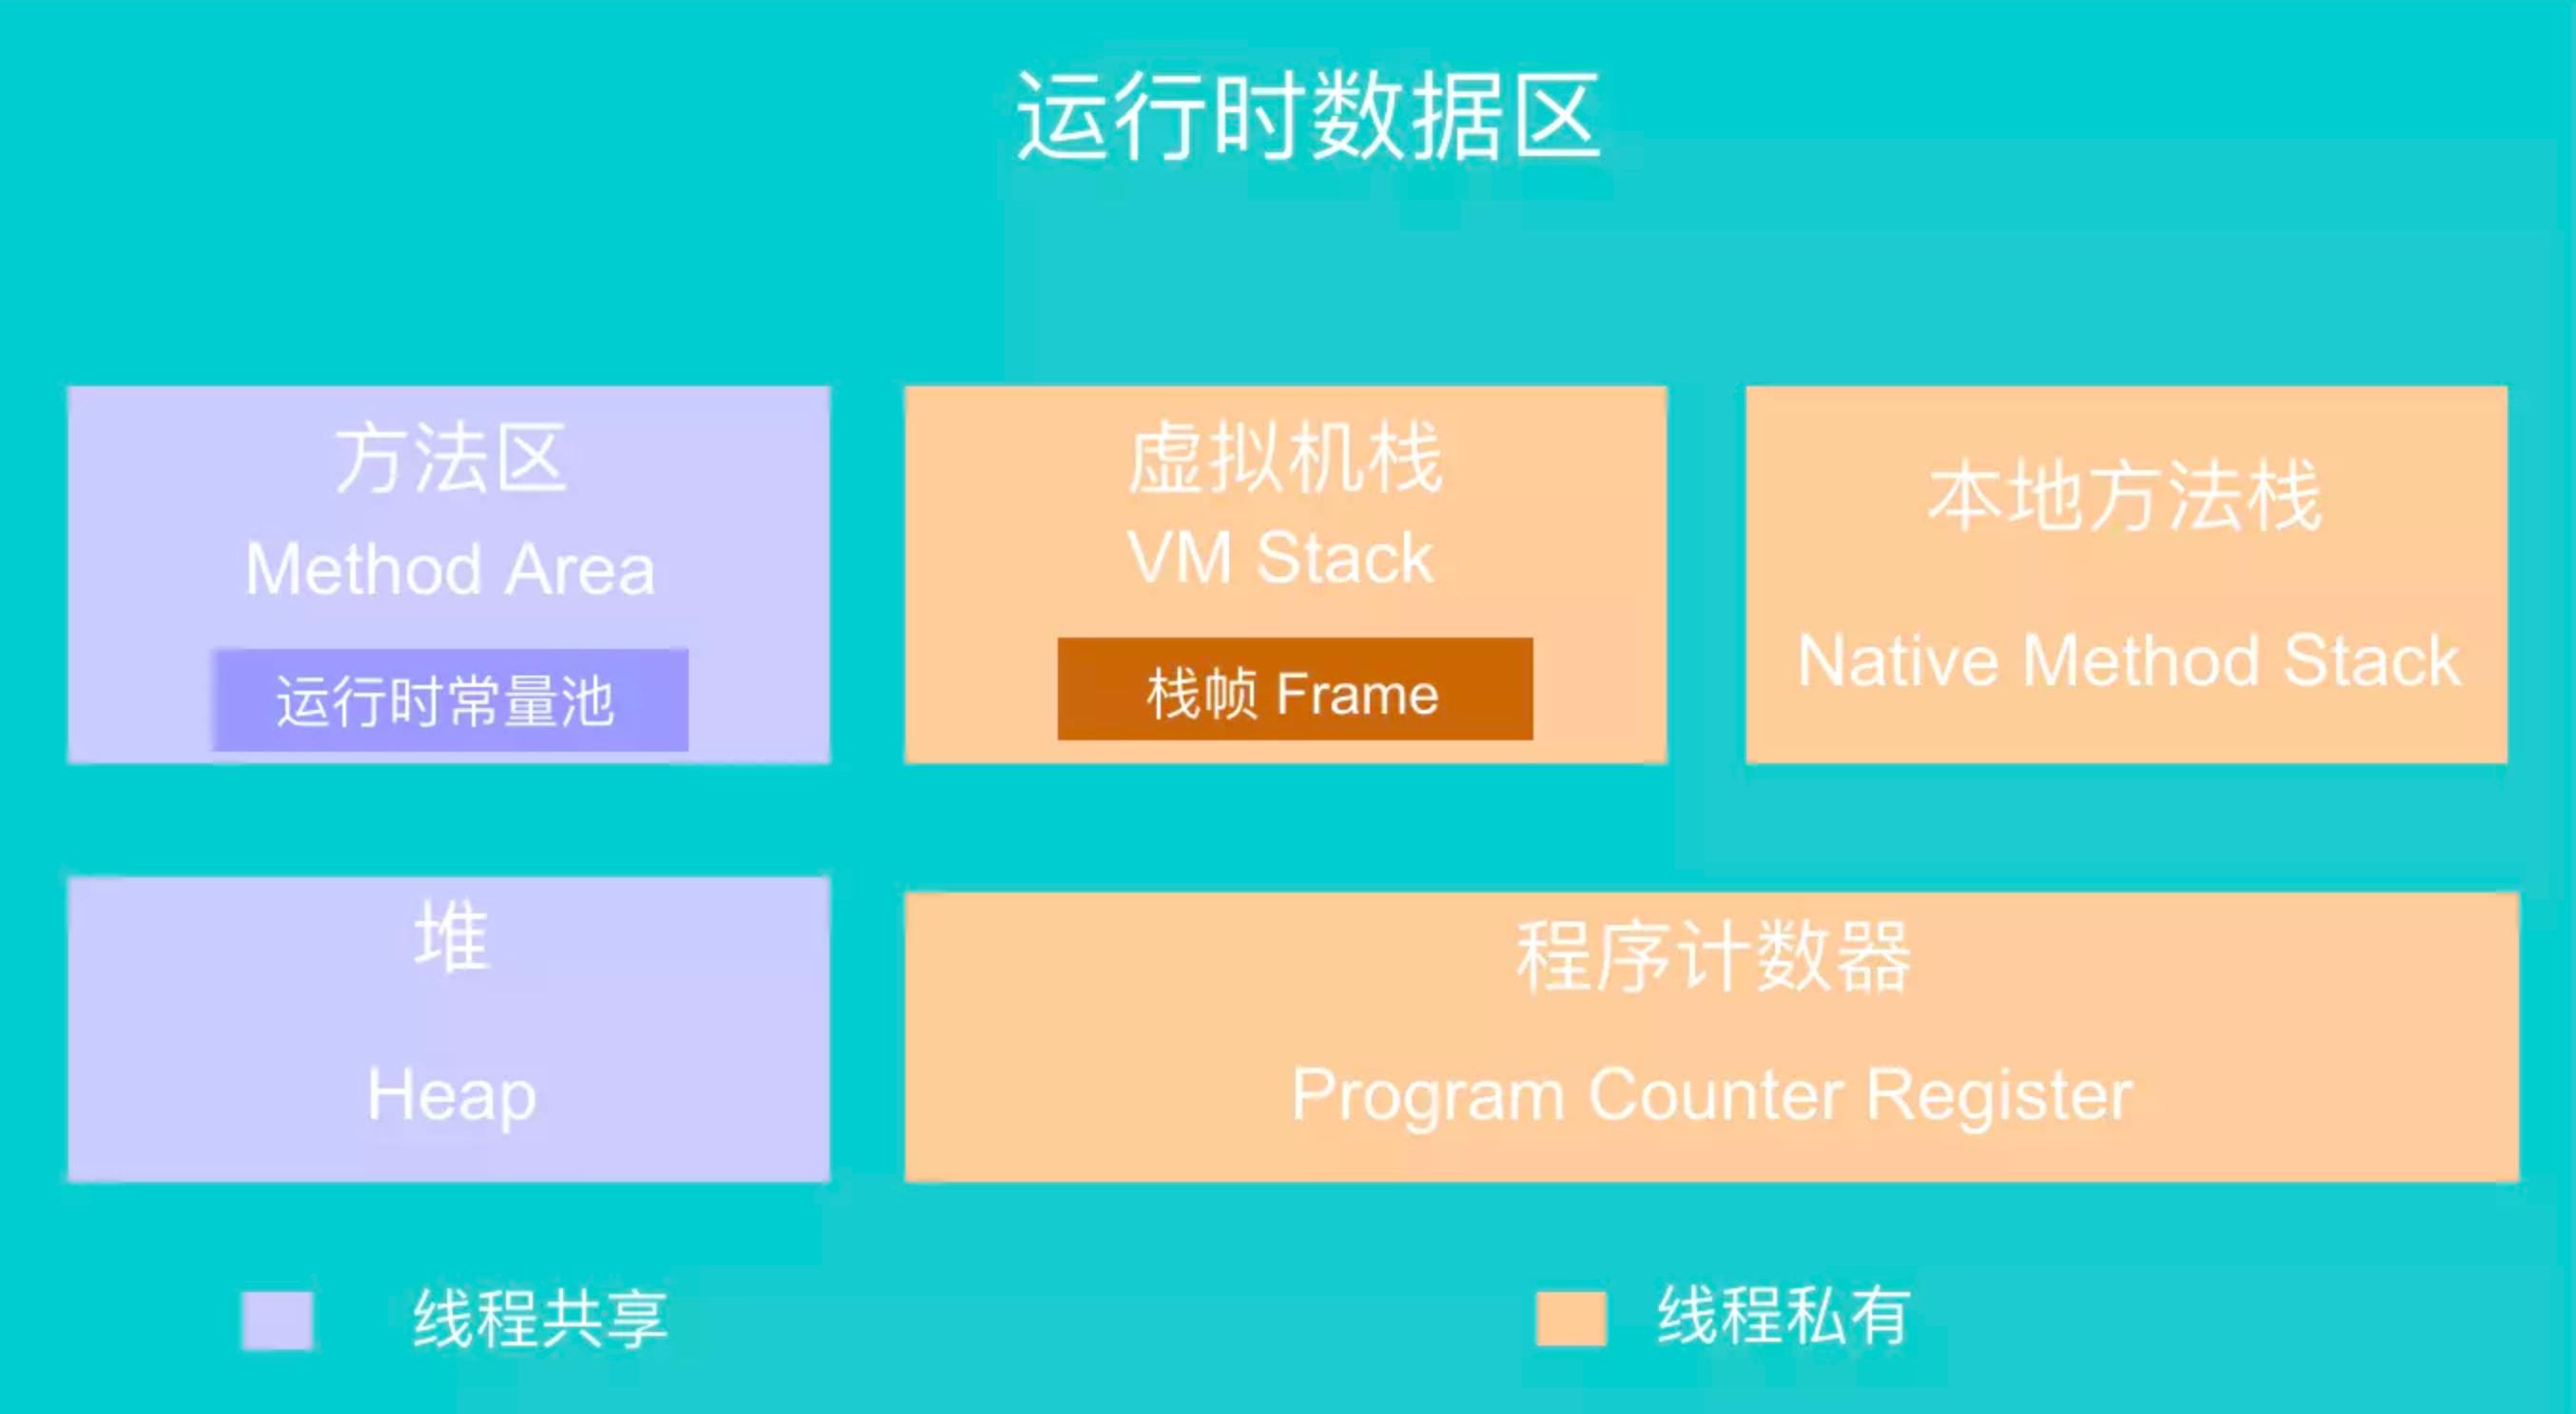 运行时数据区
方法区
Method Area
运行时常量池
虚拟机栈
VM Stack
栈帧 Frame
本地方法栈
Native Method Stack
堆
Heap
程序计数器
Program Counter Register
线程共享
线程私有